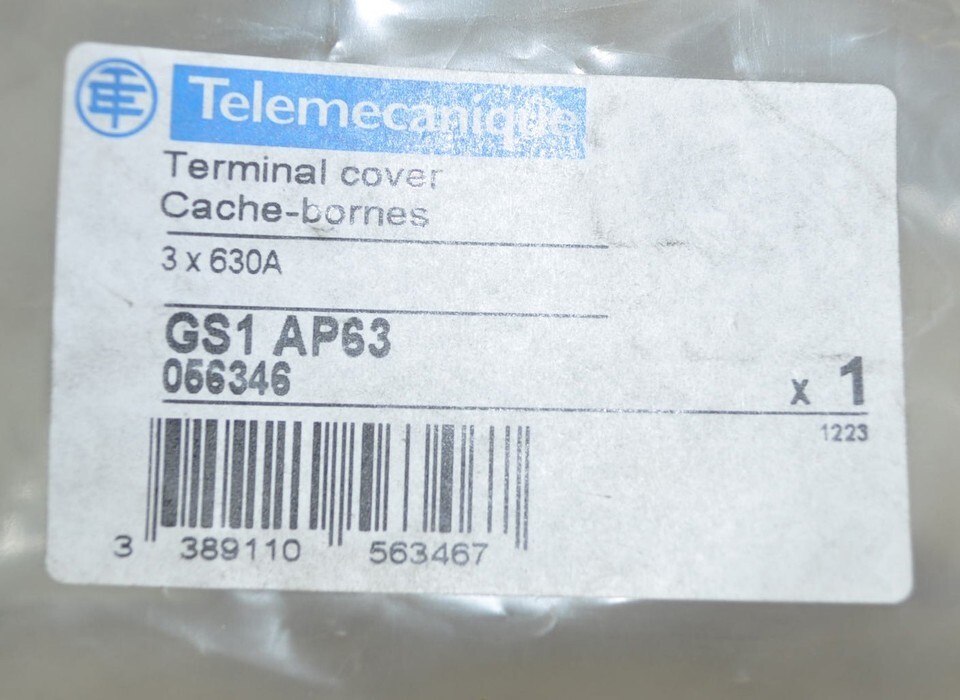 Telemecanique
Terminal cover
Cache-bornes
3 x 630A
GS1 AP63
056346
x 1
1223
3 389110 563467